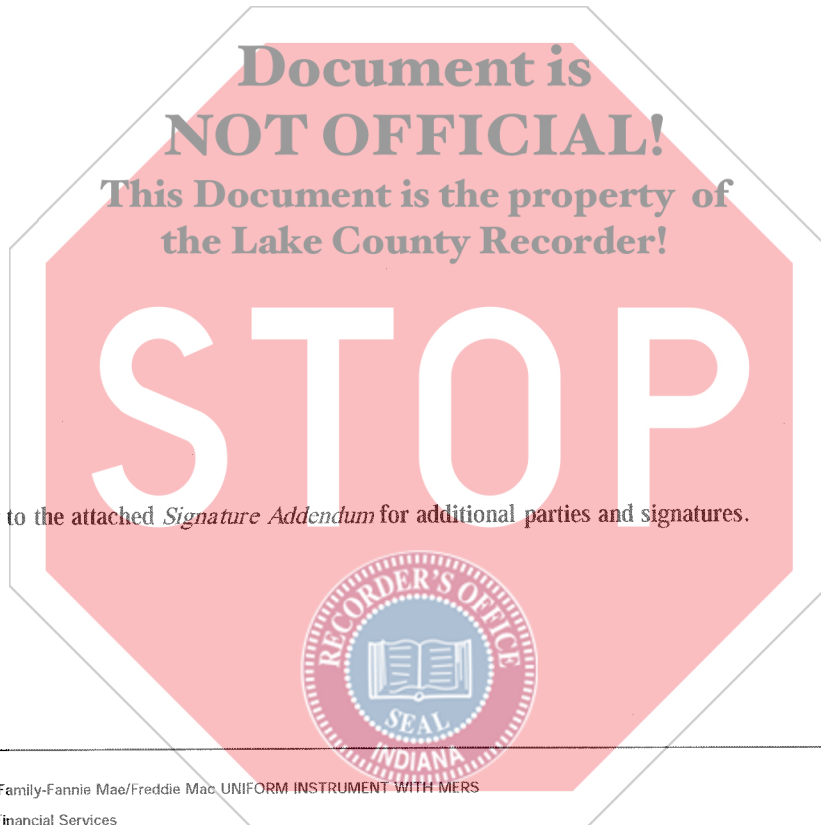 Document is
NOT OFFICIAL!
This Document is the property of
the Lake County Recorder!
STOP
to the attached Signature Addendum for additional parties and signatures.
RECORDER'S OFFICE
SEAL
INDIANA
Family-Fannie Mae/Freddie Mac UNIFORM INSTRUMENT WITH MERS
Financial Services